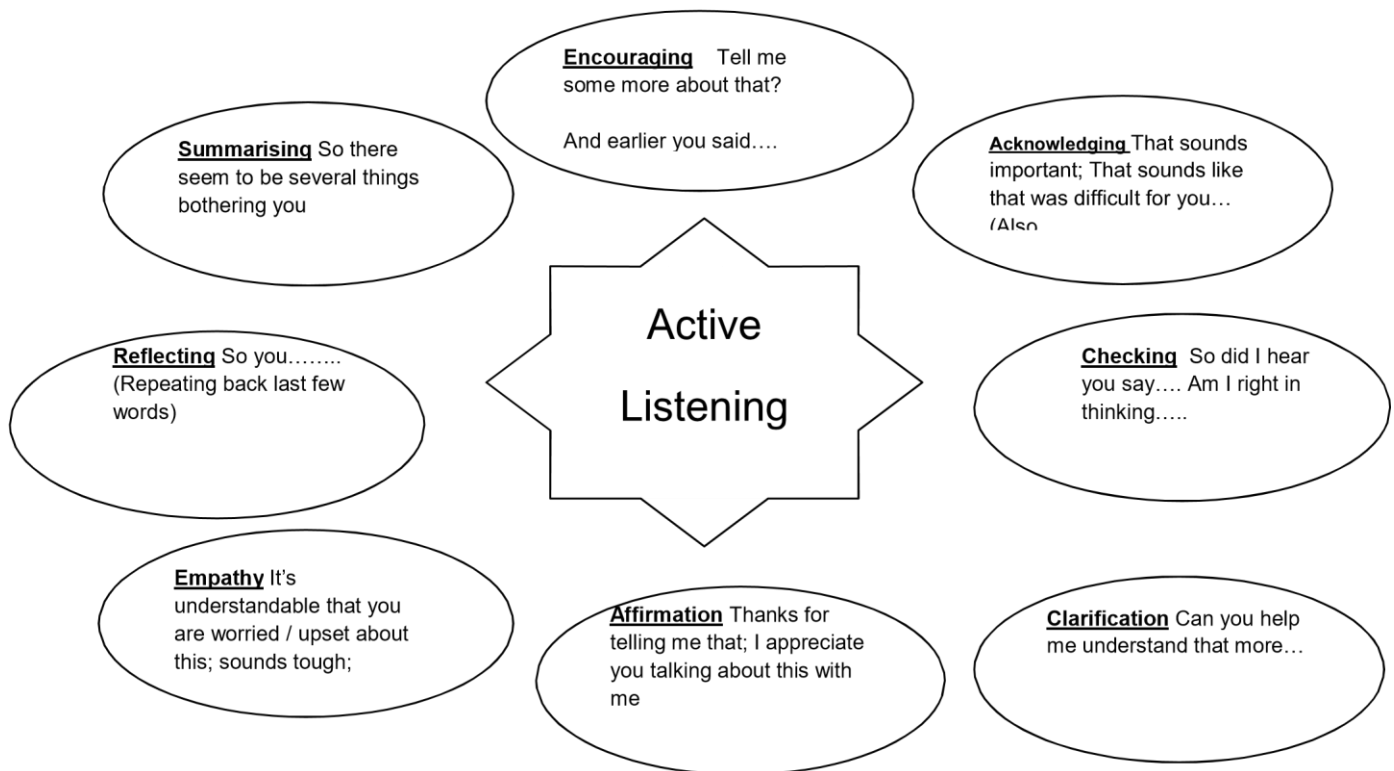 Encouraging Tell me
some more about that?
And earlier you said….
Summarising So there
seem to be several things
bothering you
Acknowledging That sounds
important; That sounds like
that was difficult for you…
(Also
Active
Listening
Reflecting So you……..
(Repeating back last few
words)
Checking So did I hear
you say…. Am I right in
thinking…..
Empathy It's
understandable that you
are worried / upset about
this; sounds tough;
Affirmation Thanks for
telling me that; I appreciate
you talking about this with
me
Clarification Can you help
me understand that more…